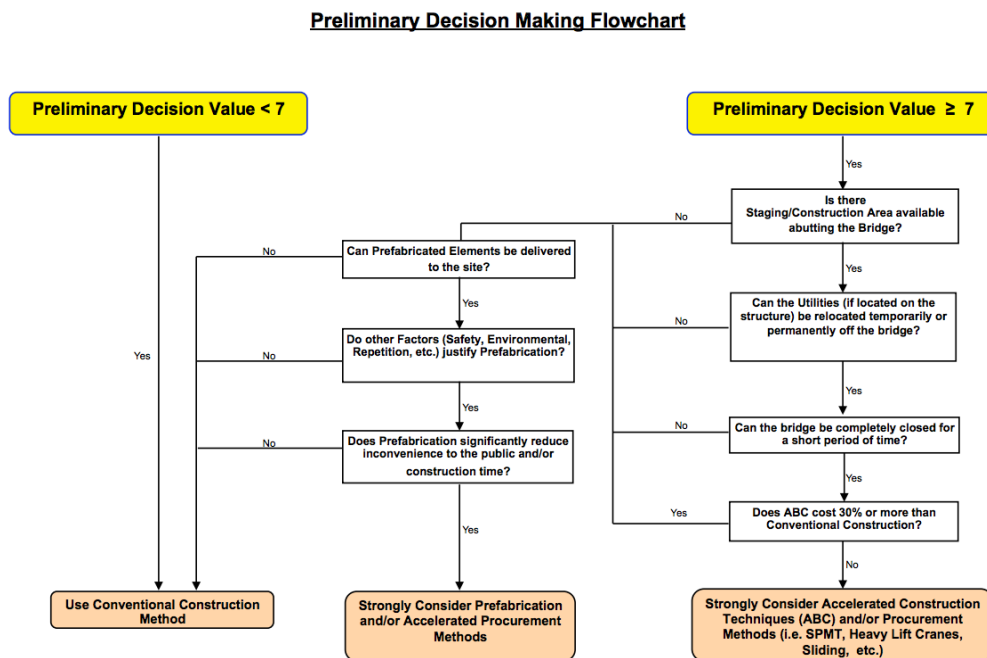 Preliminary Decision Making Flowchart
Preliminary Decision Value < 7
Preliminary Decision Value ≥ 7
Yes
Is there
Staging/Construction Area available
abutting the Bridge?
No
No
Can Prefabricated Elements be delivered
to the site?
Yes
Yes
Can the Utilities (if located on the
structure) be relocated temporarily or
permanently off the bridge?
No
Do other Factors (Safety, Environmental,
Repetition, etc.) justify Prefabrication?
No
Yes
Yes
Yes
Can the bridge be completely closed for
a short period of time?
No
No
Does Prefabrication significantly reduce
inconvenience to the public and/or
construction time?
Yes
Does ABC cost 30% or more than
Conventional Construction?
Yes
Yes
No
Use Conventional Construction
Method
Strongly Consider Prefabrication
and/or Accelerated Procurement
Methods
Strongly Consider Accelerated Construction
Techniques (ABC) and/or Procurement
Methods (i.e. SPMT, Heavy Lift Cranes,
Sliding, etc.)